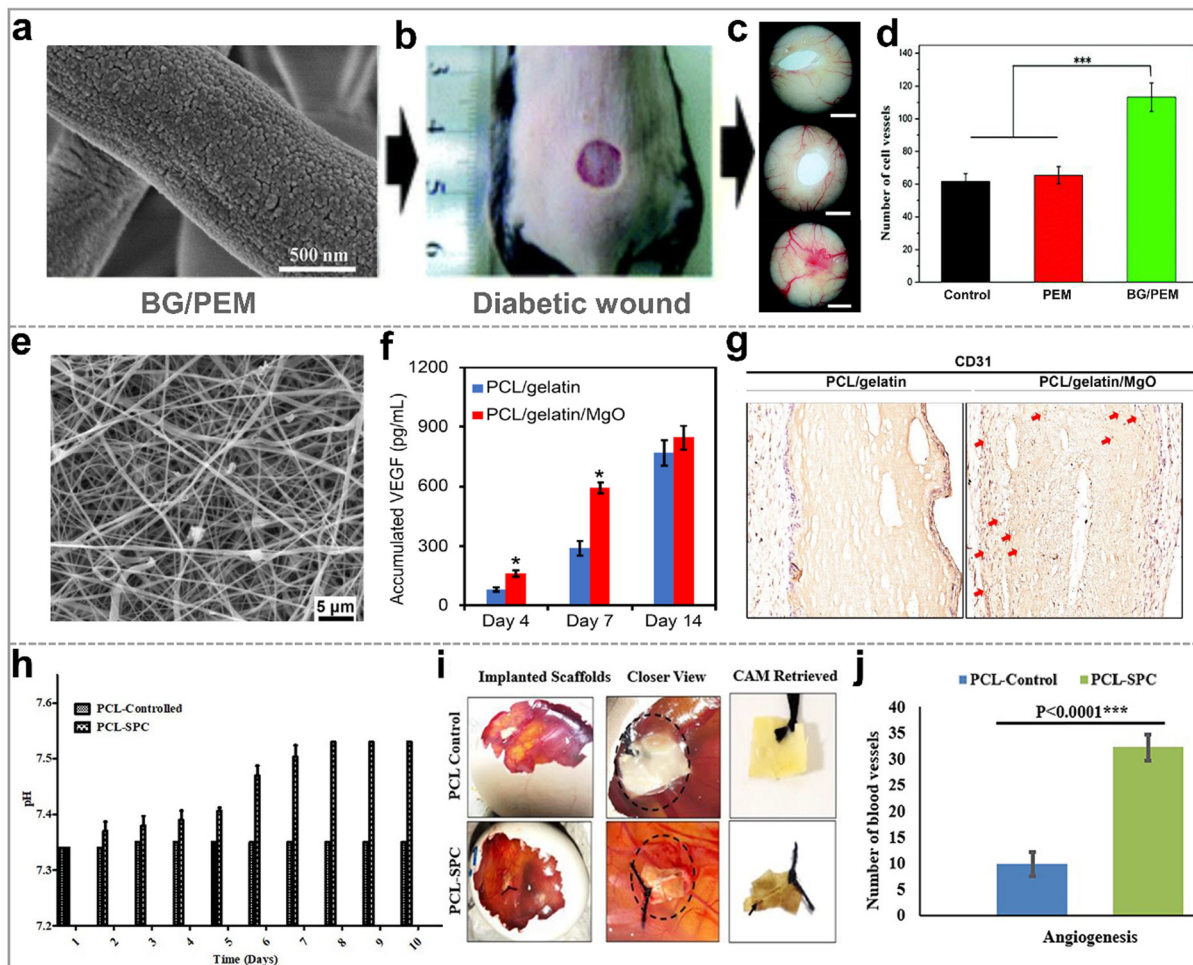 a
500 nm
BG/PEM
b
3
4
5
6
Diabetic wound
c
d
Number of cell vessels
140
120
100
80
60
40
20
0
***
Control
PEM
BG/PEM
e
5 µm
f
Accumulated VEGF (pg/mL)
1200
900
600
300
0
PCL/gelatin
PCL/gelatin/MgO
*
*
Day 4
Day 7
Day 14
g
CD31
PCL/gelatin
PCL/gelatin/MgO
h
pH
7.6
7.5
7.4
7.3
7.2
PCL-Controlled
PCL-SPC
1
2
3
4
5
6
7
8
9
10
Time (Days)
i
Implanted Scaffolds
Closer View
CAM Retrieved
PCL Control
PCL-SPC
j
PCL-Control
PCL-SPC
Number of blood vessels
40
35
30
25
20
15
10
5
0
P<0.0001***
Angiogenesis